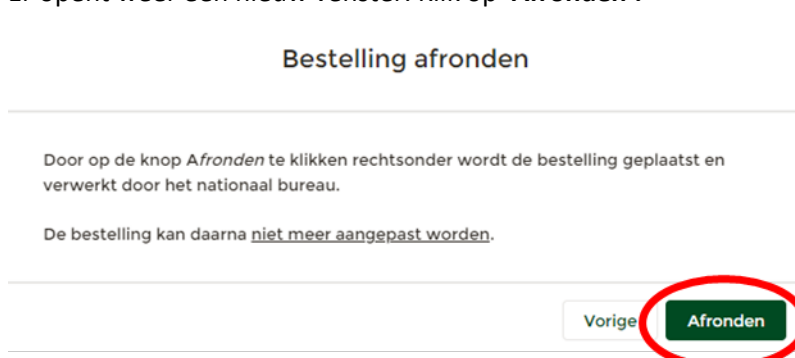 Bestelling afronden
Door op de knop Afronden te klikken rechtsonder wordt de bestelling geplaatst en
verwerkt door het nationaal bureau.
De bestelling kan daarna niet meer aangepast worden.
Vorige
Afronden